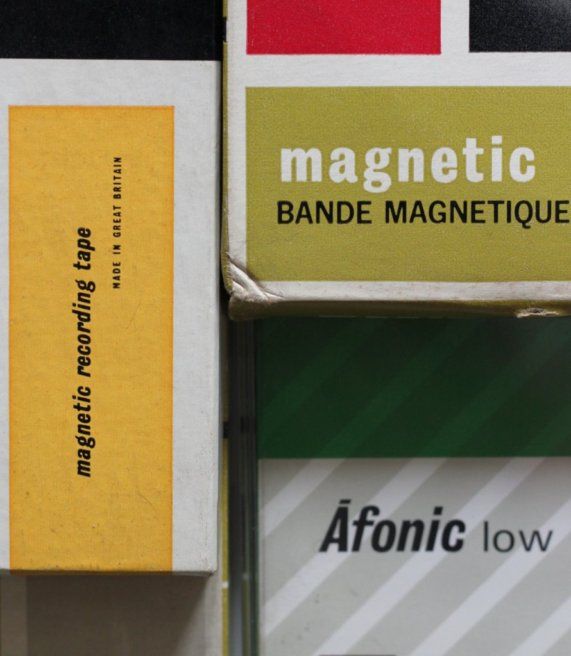 magnetic recording tape
MADE IN GREAT BRITAIN
magnetic
BANDE MAGNETIQUE
Āfonic low